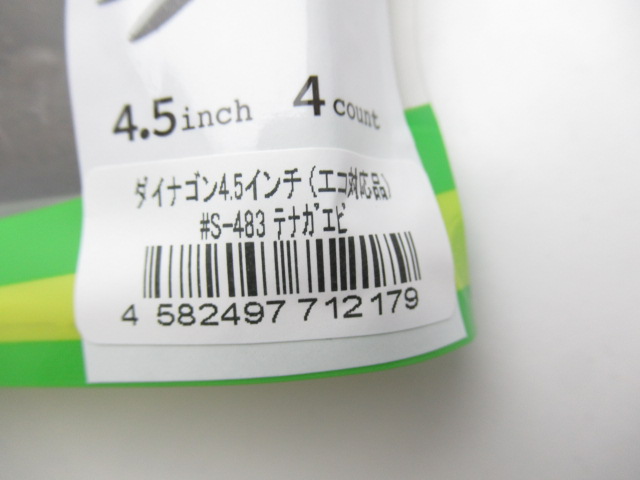 4.5inch 4 count
ダイナゴン4.5インチ(エコ対応品)
#S-483 ﾃﾅｶﾞｴﾋﾞ
4 582497 712179